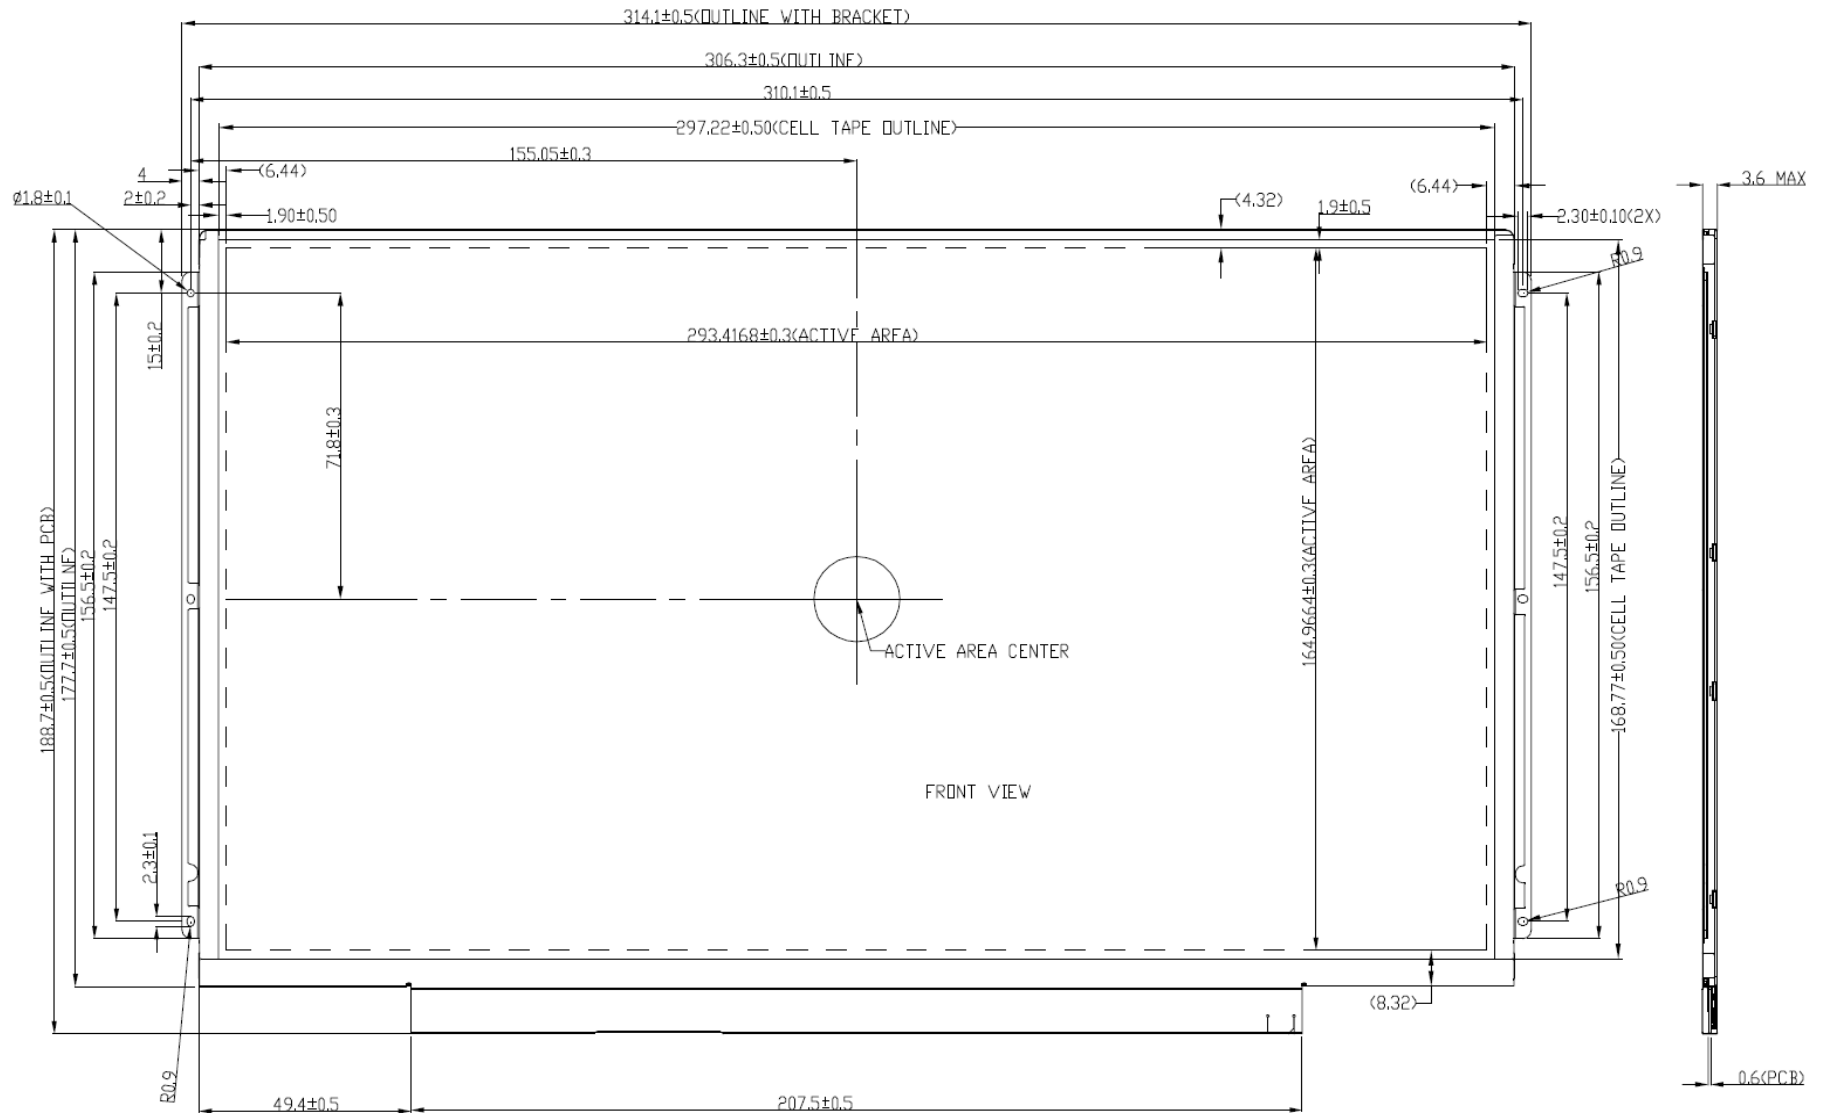 314.1±0.5(OUTLINE WITH BRACKET)
306.3±0.5(OUTLINE)
310.1±0.5
297.22±0.50(CELL TAPE OUTLINE)
155.05±0.3
4
(6.44)
(6.44)
3.6 MAX
Ø1.8±0.1
2±0.2
1.90±0.50
(4.32)
1.9±0.5
2.30±0.10(2X)
R0.9
15±0.2
293.4168±0.3(ACTIVE AREA)
71.8±0.3
188.7±0.5(OUTLINE WITH PCB)
177.7±0.5(OUTILNE)
156.5±0.2
147.5±0.2
164.9664±0.3(ACTIVE AREA)
147.5±0.2
156.5±0.2
168.77±0.50(CELL TAPE OUTLINE)
ACTIVE AREA CENTER
FRONT VIEW
2.3±0.1
R0.9
(8.32)
R0.9
0.6(PCB)
49.4±0.5
207.5±0.5